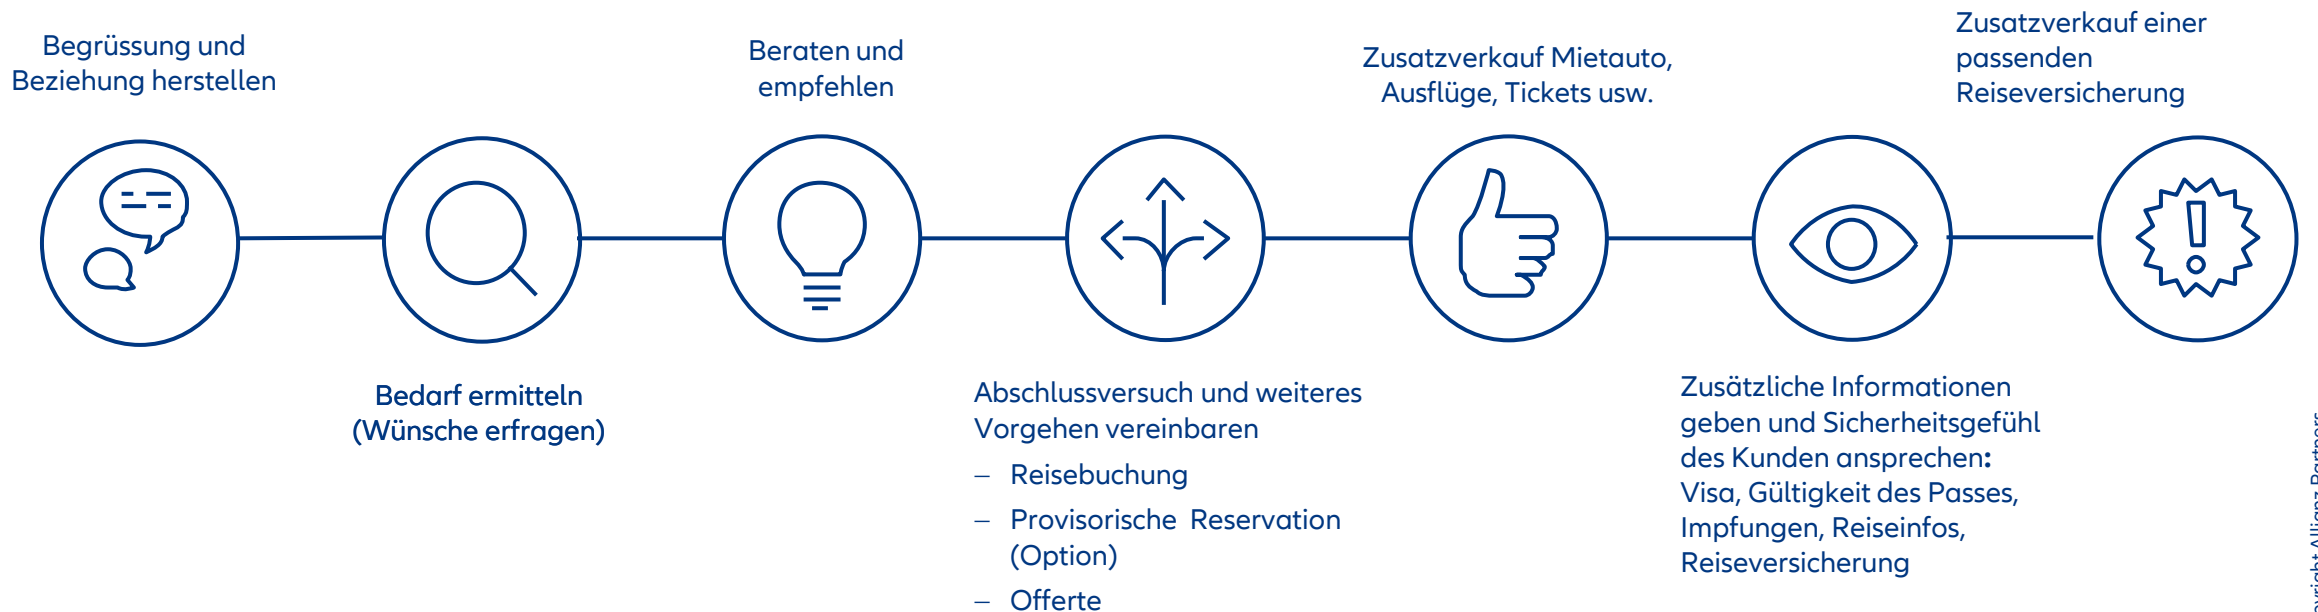 Begrüssung und
Beziehung herstellen
Bedarf ermitteln
(Wünsche erfragen)
Beraten und
empfehlen
Abschlussversuch und weiteres
Vorgehen vereinbaren
– Reisebuchung
– Provisorische Reservation
(Option)
– Offerte
Zusatzverkauf Mietauto,
Ausflüge, Tickets usw.
Zusätzliche Informationen
geben und Sicherheitsgefühl
des Kunden ansprechen:
Visa, Gültigkeit des Passes,
Impfungen, Reiseinfos,
Reiseversicherung
Zusatzverkauf einer
passenden
Reiseversicherung
Allianz Partners